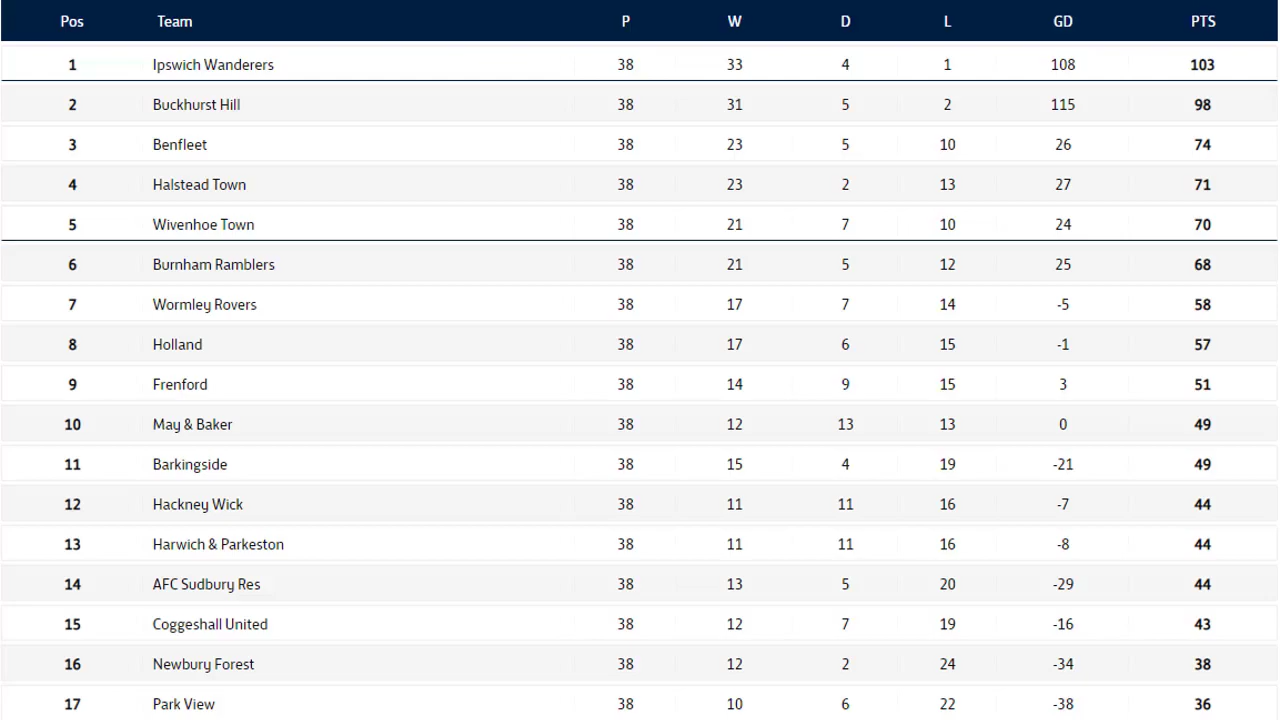 Pos Team P W D L GD PTS
1 Ipswich Wanderers 38 33 4 1 108 103
2 Buckhurst Hill 38 31 5 2 115 98
3 Benfleet 38 23 5 10 26 74
4 Halstead Town 38 23 2 13 27 71
5 Wivenhoe Town 38 21 7 10 24 70
6 Burnham Ramblers 38 21 5 12 25 68
7 Wormley Rovers 38 17 7 14 -5 58
8 Holland 38 17 6 15 -1 57
9 Frenford 38 14 9 15 3 51
10 May & Baker 38 12 13 13 0 49
11 Barkingside 38 15 4 19 -21 49
12 Hackney Wick 38 11 11 16 -7 44
13 Harwich & Parkeston 38 11 11 16 -8 44
14 AFC Sudbury Res 38 13 5 20 -29 44
15 Coggeshall United 38 12 7 19 -16 43
16 Newbury Forest 38 12 2 24 -34 38
17 Park View 38 10 6 22 -38 36